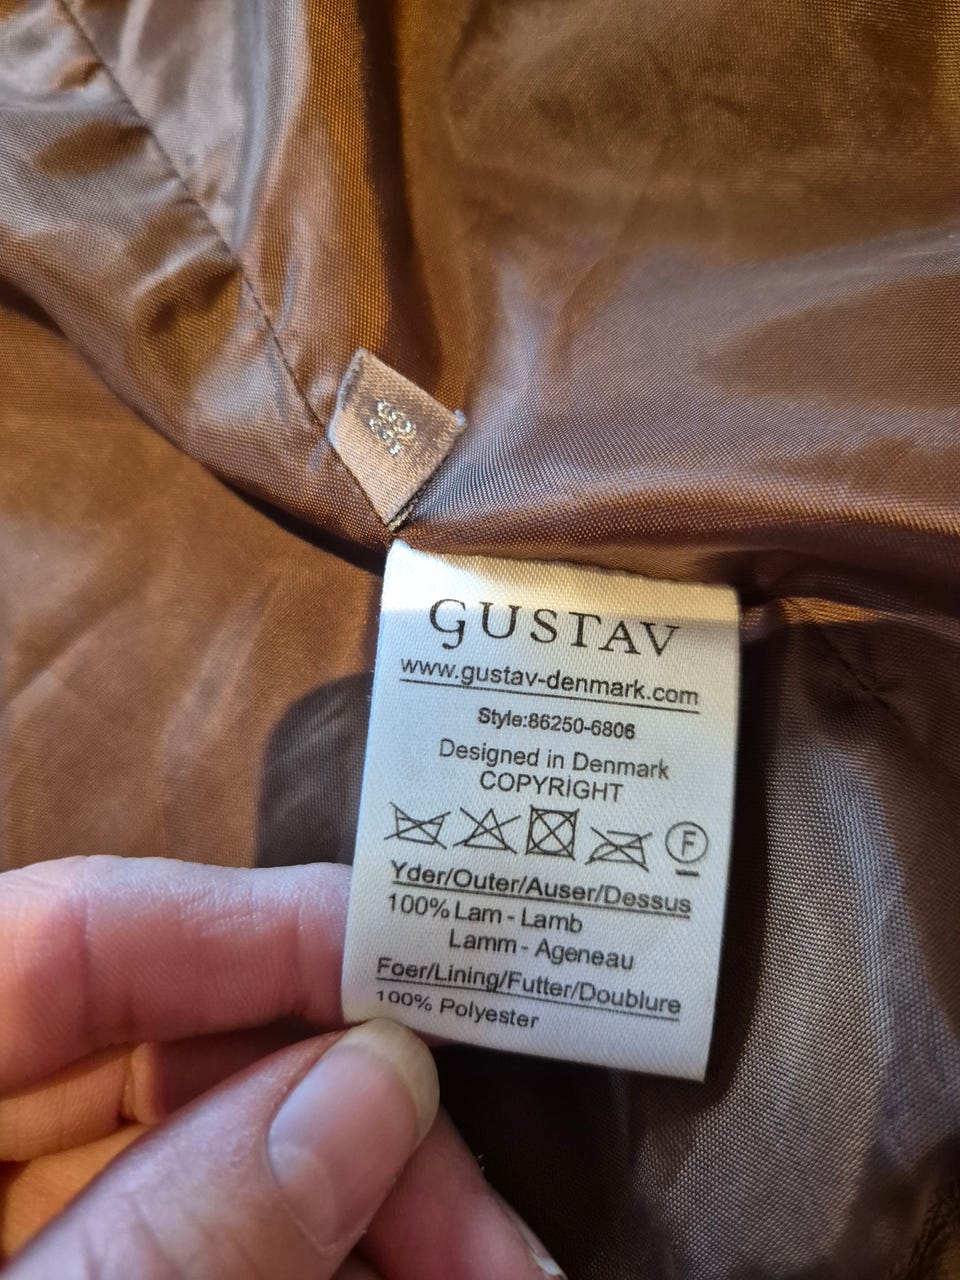 GUSTAV
www.gustav-denmark.com
Style:86250-6806
Designed in Denmark
COPYRIGHT
F
Yder/Outer/Auser/Dessus
100% Lam - Lamb
Lamm - Ageneau
Foer/Lining/Futter/Doublure
100% Polyester